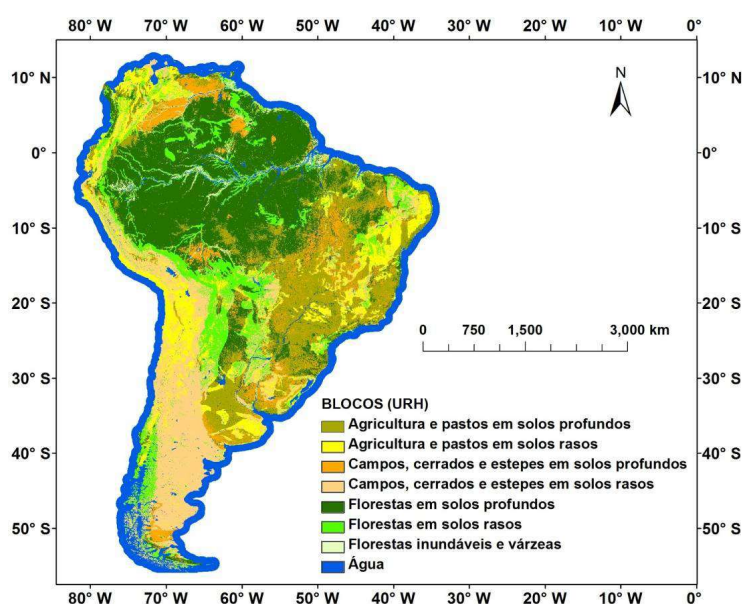 80° W 70° W 60° W 50° W 40° W 30° W 20° W 10° W 0°
10° N 10° N
N
0° 0°
10° S 10° S
20° S 20° S
0 750 1,500 3,000 km
30° S 30° S
BLOCOS (URH)
Agricultura e pastos em solos profundos
Agricultura e pastos em solos rasos
40° S 40° S
Campos, cerrados e estepes em solos profundos
Campos, cerrados e estepes em solos rasos
Florestas em solos profundos
50° S 50° S
Florestas em solos rasos
Florestas inundáveis e várzeas
Água
80° W 70° W 60° W 50° W 40° W 30° W 20° W 10° W 0°